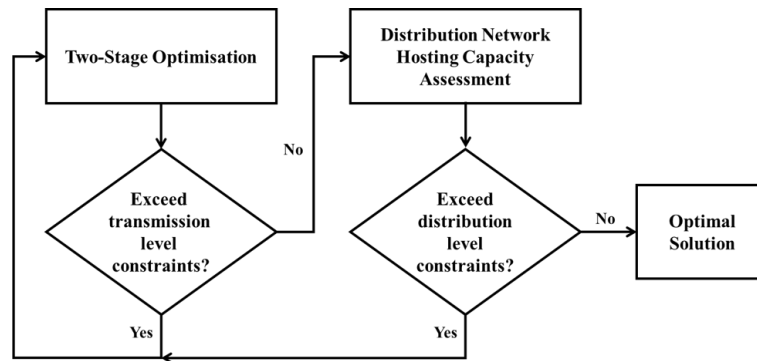 Two-Stage Optimisation
Distribution Network
Hosting Capacity
Assessment
No
Exceed
transmission
level
constraints?
Exceed
distribution
level
constraints?
No
Optimal
Solution
Yes
Yes